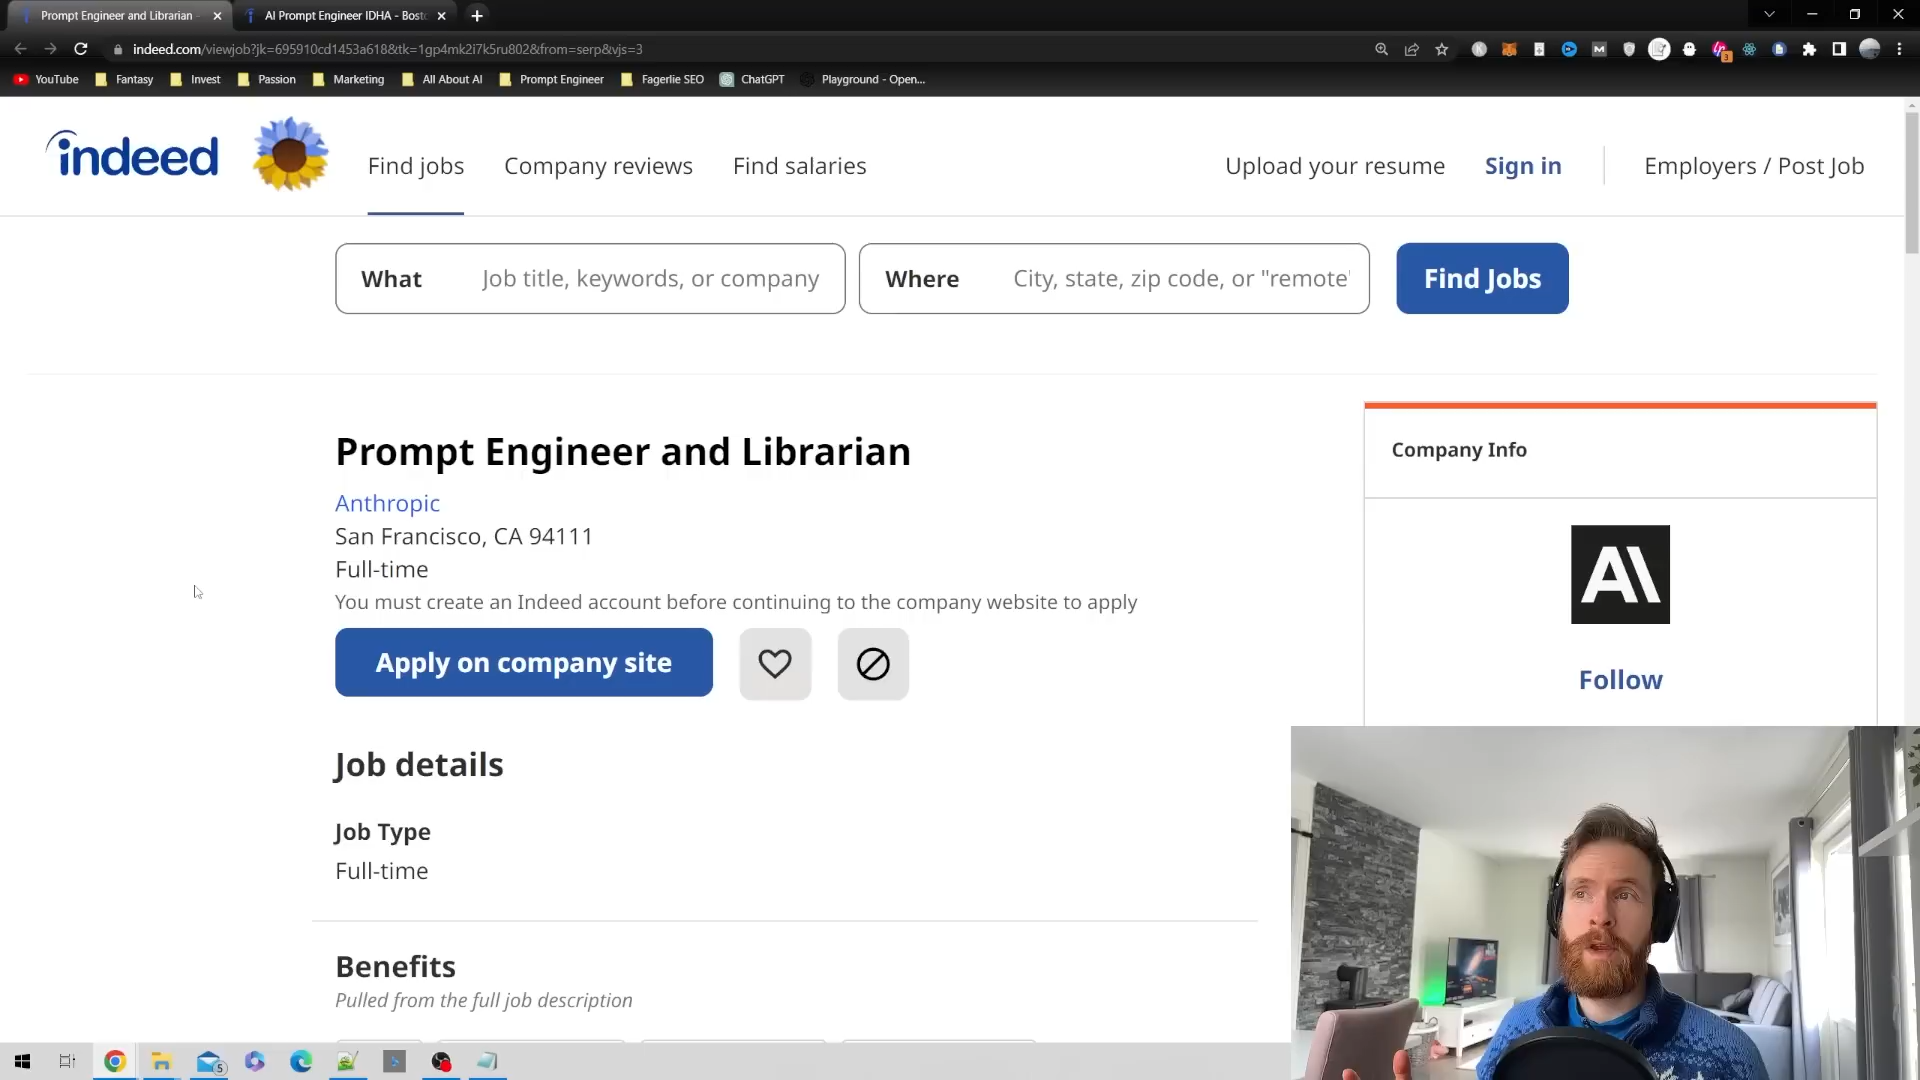 Prompt Engineer and Librarian
AI Prompt Engineer IDHA - Bost
indeed.com/viewjob?jk=695910cd1453a618&tk=1gp4mk2i7k5ru802&from=serp&vjs=3
YouTube Fantasy Invest Passion Marketing All About AI Prompt Engineer Fagerlie SEO ChatGPT Playground - Open...
indeed Find jobs Company reviews Find salaries Upload your resume Sign in Employers / Post Job
What Job title, keywords, or company Where City, state, zip code, or "remote" Find Jobs
Prompt Engineer and Librarian
Anthropic
San Francisco, CA 94111
Full-time
You must create an Indeed account before continuing to the company website to apply
Apply on company site
Company Info
AI
Follow
Job details
Job Type
Full-time
Benefits
Pulled from the full job description
5
3